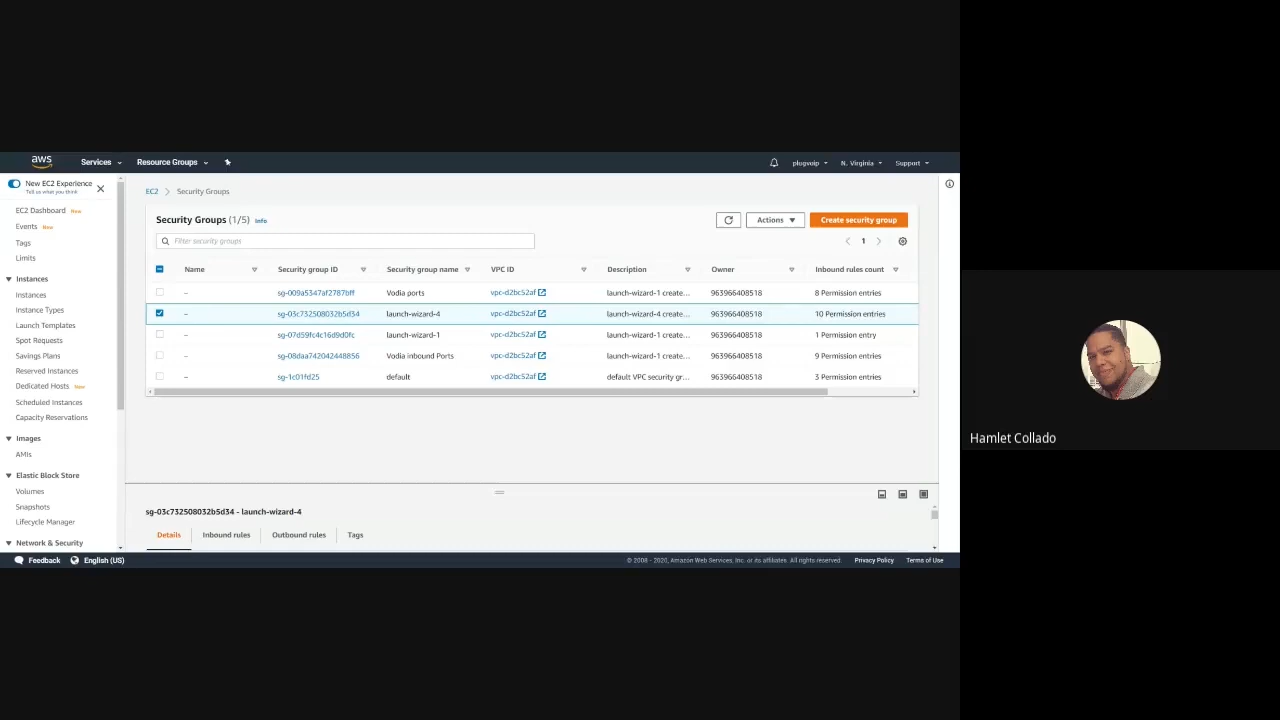 aws Services Resource Groups plugvoip N. Virginia Support
New EC2 Experience
Tell us what you think
EC2 Dashboard New
Events New
Tags
Limits
Instances
Instances
Instance Types
Launch Templates
Spot Requests
Savings Plans
Reserved Instances
Dedicated Hosts New
Scheduled Instances
Capacity Reservations
Images
AMIs
Elastic Block Store
Volumes
Snapshots
Lifecycle Manager
Network & Security
EC2 > Security Groups
Security Groups (1/5) Info
Actions Create security group
Filter security groups
1
Name Security group ID Security group name VPC ID Description Owner Inbound rules count
– sg-009a5347af2787bff Vodia ports vpc-d2bc52af launch-wizard-1 create... 963966408518 8 Permission entries
– sg-03c732508032b5d34 launch-wizard-4 vpc-d2bc52af launch-wizard-4 create... 963966408518 10 Permission entries
– sg-07d59fc4c16d9d0fc launch-wizard-1 vpc-d2bc52af launch-wizard-1 create... 963966408518 1 Permission entry
– sg-08daa742042448856 Vodia inbound Ports vpc-d2bc52af launch-wizard-1 create... 963966408518 9 Permission entries
– sg-1c01fd25 default vpc-d2bc52af default VPC security gr... 963966408518 3 Permission entries
sg-03c732508032b5d34 - launch-wizard-4
Details Inbound rules Outbound rules Tags
Feedback English (US) © 2008 - 2020, Amazon Web Services, Inc. or its affiliates. All rights reserved. Privacy Policy Terms of Use
Hamlet Collado